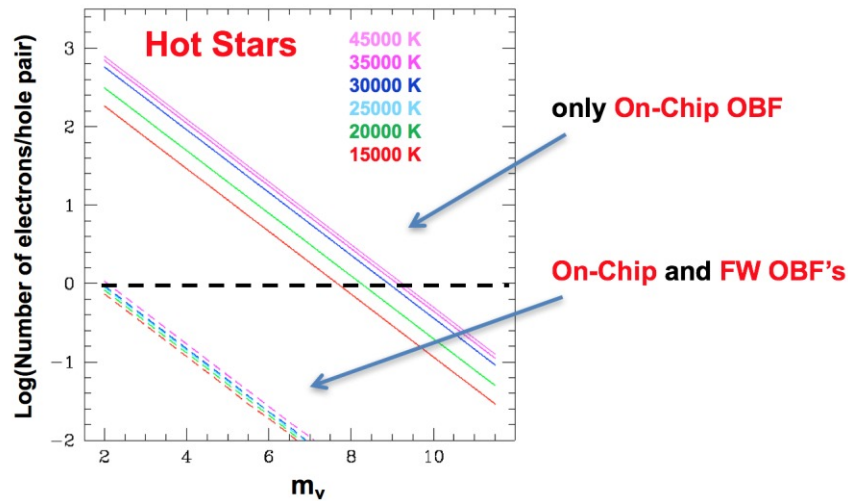 Hot Stars
45000 K
35000 K
30000 K
25000 K
20000 K
15000 K
only On-Chip OBF
On-Chip and FW OBF's
Log(Number of electrons/hole pair)
3
2
1
0
−1
−2
2
4
6
8
10
mv